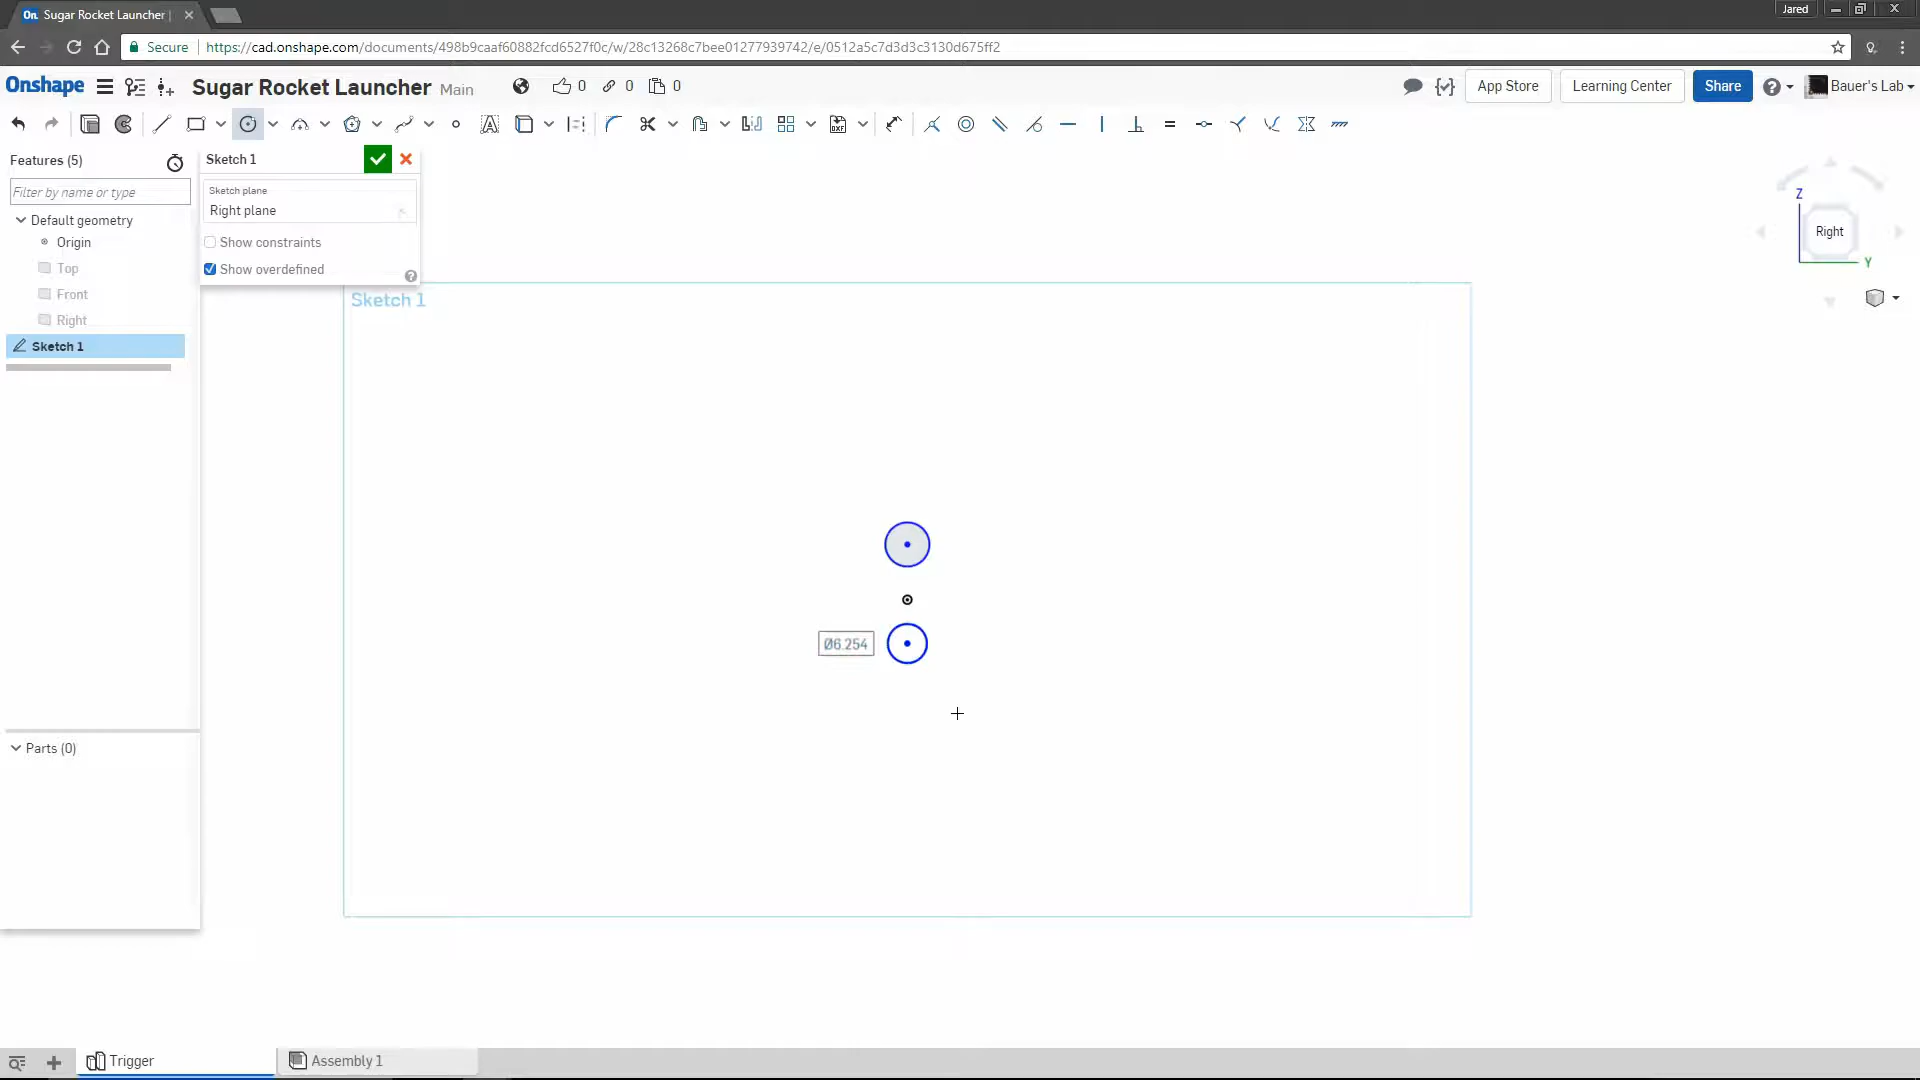 On. Sugar Rocket Launcher |
Jared
Secure
https://cad.onshape.com/documents/498b9caaf60882fcd6527f0c/w/28c13268c7bee01277939742/e/0512a5c7d3d3c3130d675ff2
Onshape
Sugar Rocket Launcher Main
0
0
0
App Store
Learning Center
Share
Bauer's Lab
DXF
Features (5)
Filter by name or type
Default geometry
Origin
Top
Front
Right
Sketch 1
Parts (0)
Sketch 1
Sketch plane
Right plane
Show constraints
Show overdefined
Sketch 1
Ø6.254
Z
Right
Y
Trigger
Assembly 1